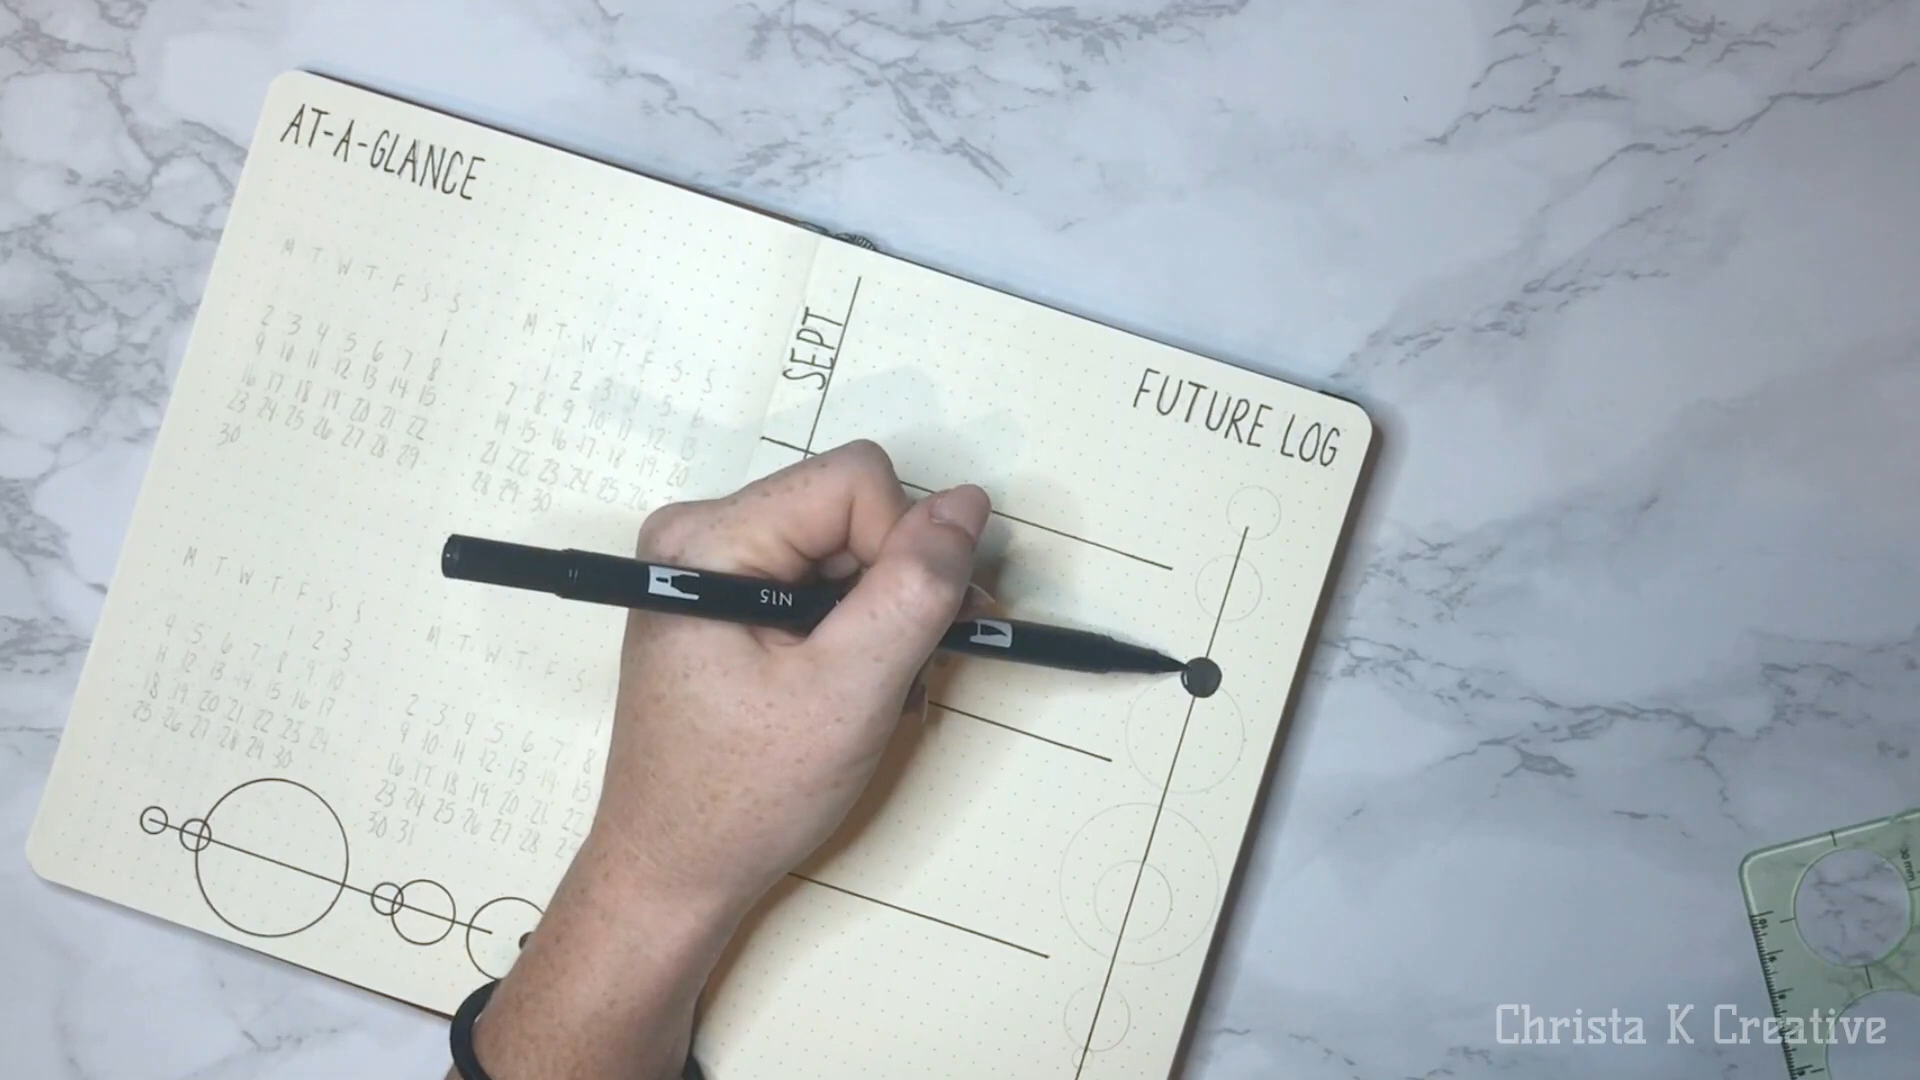 AT-A-GLANCE
M T W T F S S
1
2 3 4 5 6 7 8
9 10 11 12 13 14 15
16 17 18 19 20 21 22
23 24 25 26 27 28 29
30
M T W T F S S
1 2 3 4 5 6
7 8 9 10 11 12 13
14 15 16 17 18 19 20
21 22 23 24 25 26
28 29 30
M T W T F S S
1 2 3
4 5 6 7 8 9 10
11 12 13 14 15 16 17
18 19 20 21 22 23 24
25 26 27 28 29 30
M T W T F S
1
2 3 4 5 6 7 8
9 10 11 12 13 14 15
16 17 18 19 20 21 22
23 24 25 26 27 28
30 31
SEPT
FUTURE LOG
N15
Christa K Creative